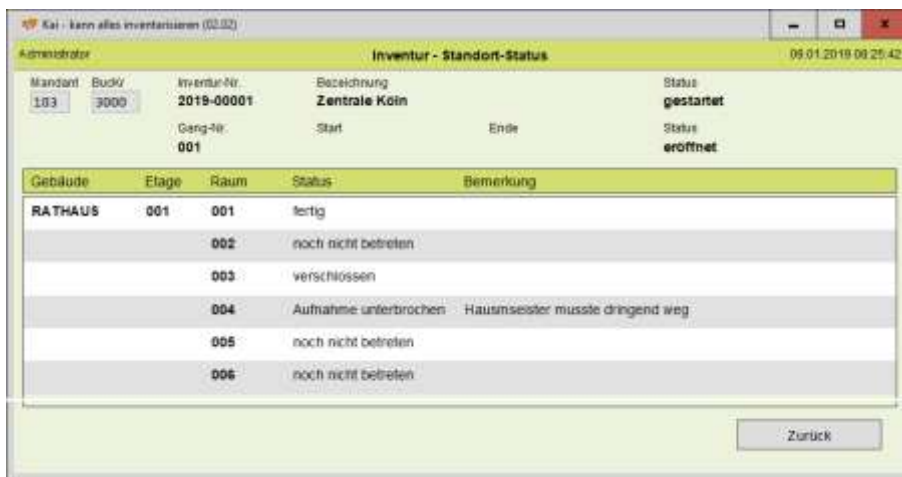 Kai - kann alles inventarisieren (02.02)
Administrator Inventur - Standort-Status 09.01.2019 08:25:42
Mandant Buckr Inventur-Nr. Bezeichnung Status
103 3000 2019-00001 Zentrale Köln gestartet
Gang-Nr. Start Ende Status
001 eröffnet
Gebäude Etage Raum Status Bemerkung
RATHAUS 001 001 fertig
002 noch nicht betreten
003 verschlossen
004 Aufnahme unterbrochen Hausmseister musste dringend weg
005 noch nicht betreten
006 noch nicht betreten
Zurück